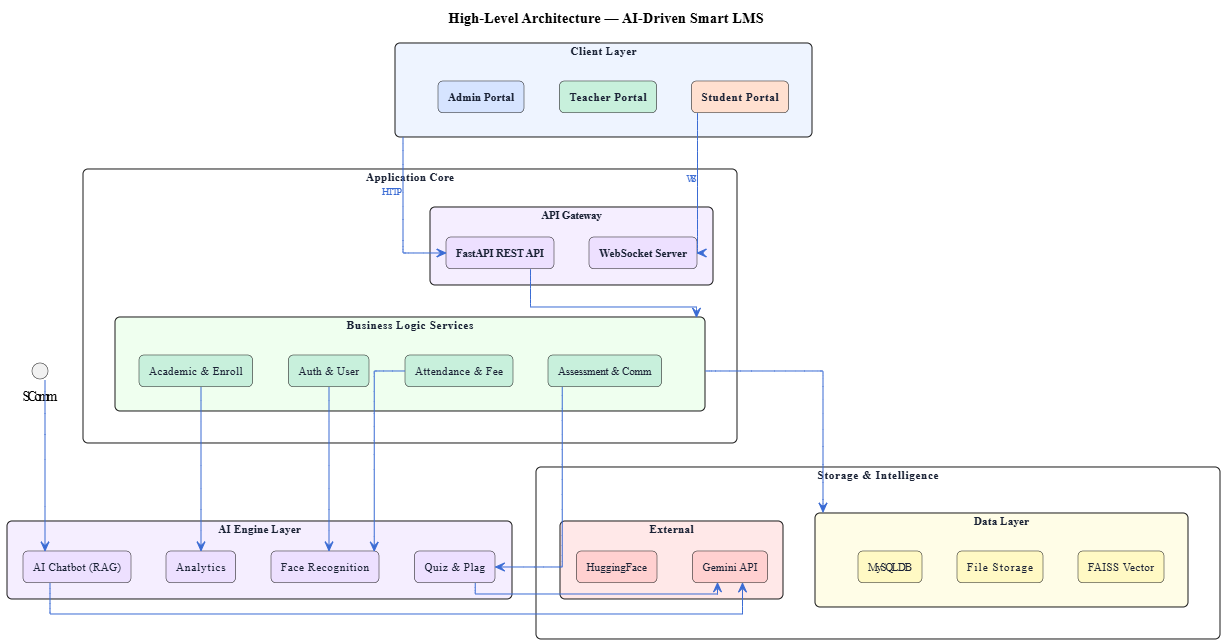 High-Level Architecture — AI-Driven Smart LMS
Client Layer
Admin Portal
Teacher Portal
Student Portal
Application Core
HTTP
WS
API Gateway
FastAPI REST API
WebSocket Server
Business Logic Services
Academic & Enroll
Auth & User
Attendance & Fee
Assessment & Comm
SComm
Storage & Intelligence
AI Engine Layer
AI Chatbot (RAG)
Analytics
Face Recognition
Quiz & Plag
External
HuggingFace
Gemini API
Data Layer
MySQL DB
File Storage
FAISS Vector